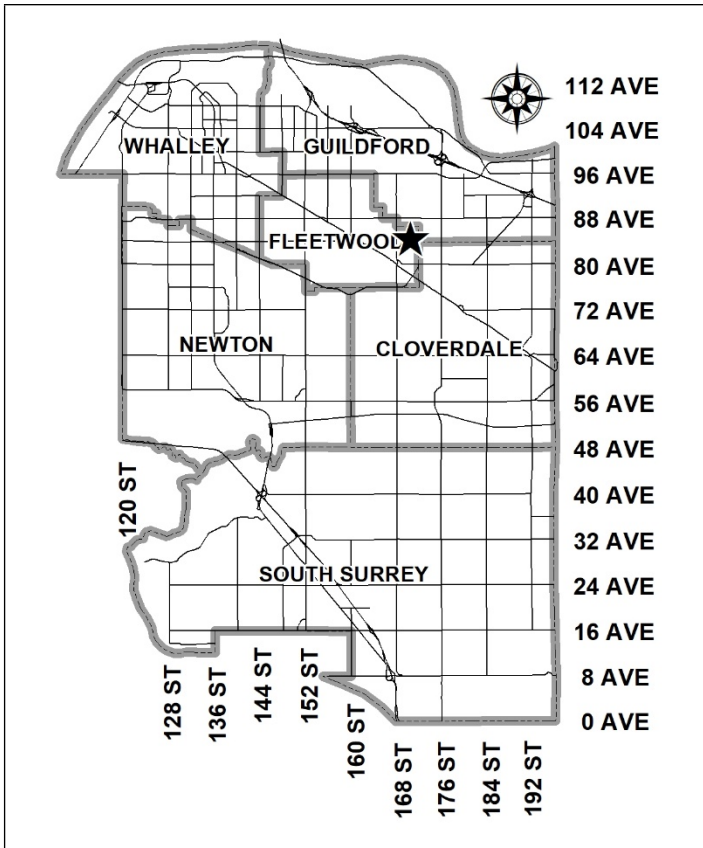 112 AVE
104 AVE
WHALLEY
GUILDFORD
96 AVE
88 AVE
FLEETWOOD
80 AVE
72 AVE
NEWTON
CLOVERDALE
64 AVE
56 AVE
48 AVE
120 ST
40 AVE
32 AVE
SOUTH SURREY
24 AVE
16 AVE
8 AVE
128 ST
136 ST
144 ST
152 ST
160 ST
0 AVE
168 ST
176 ST
184 ST
192 ST